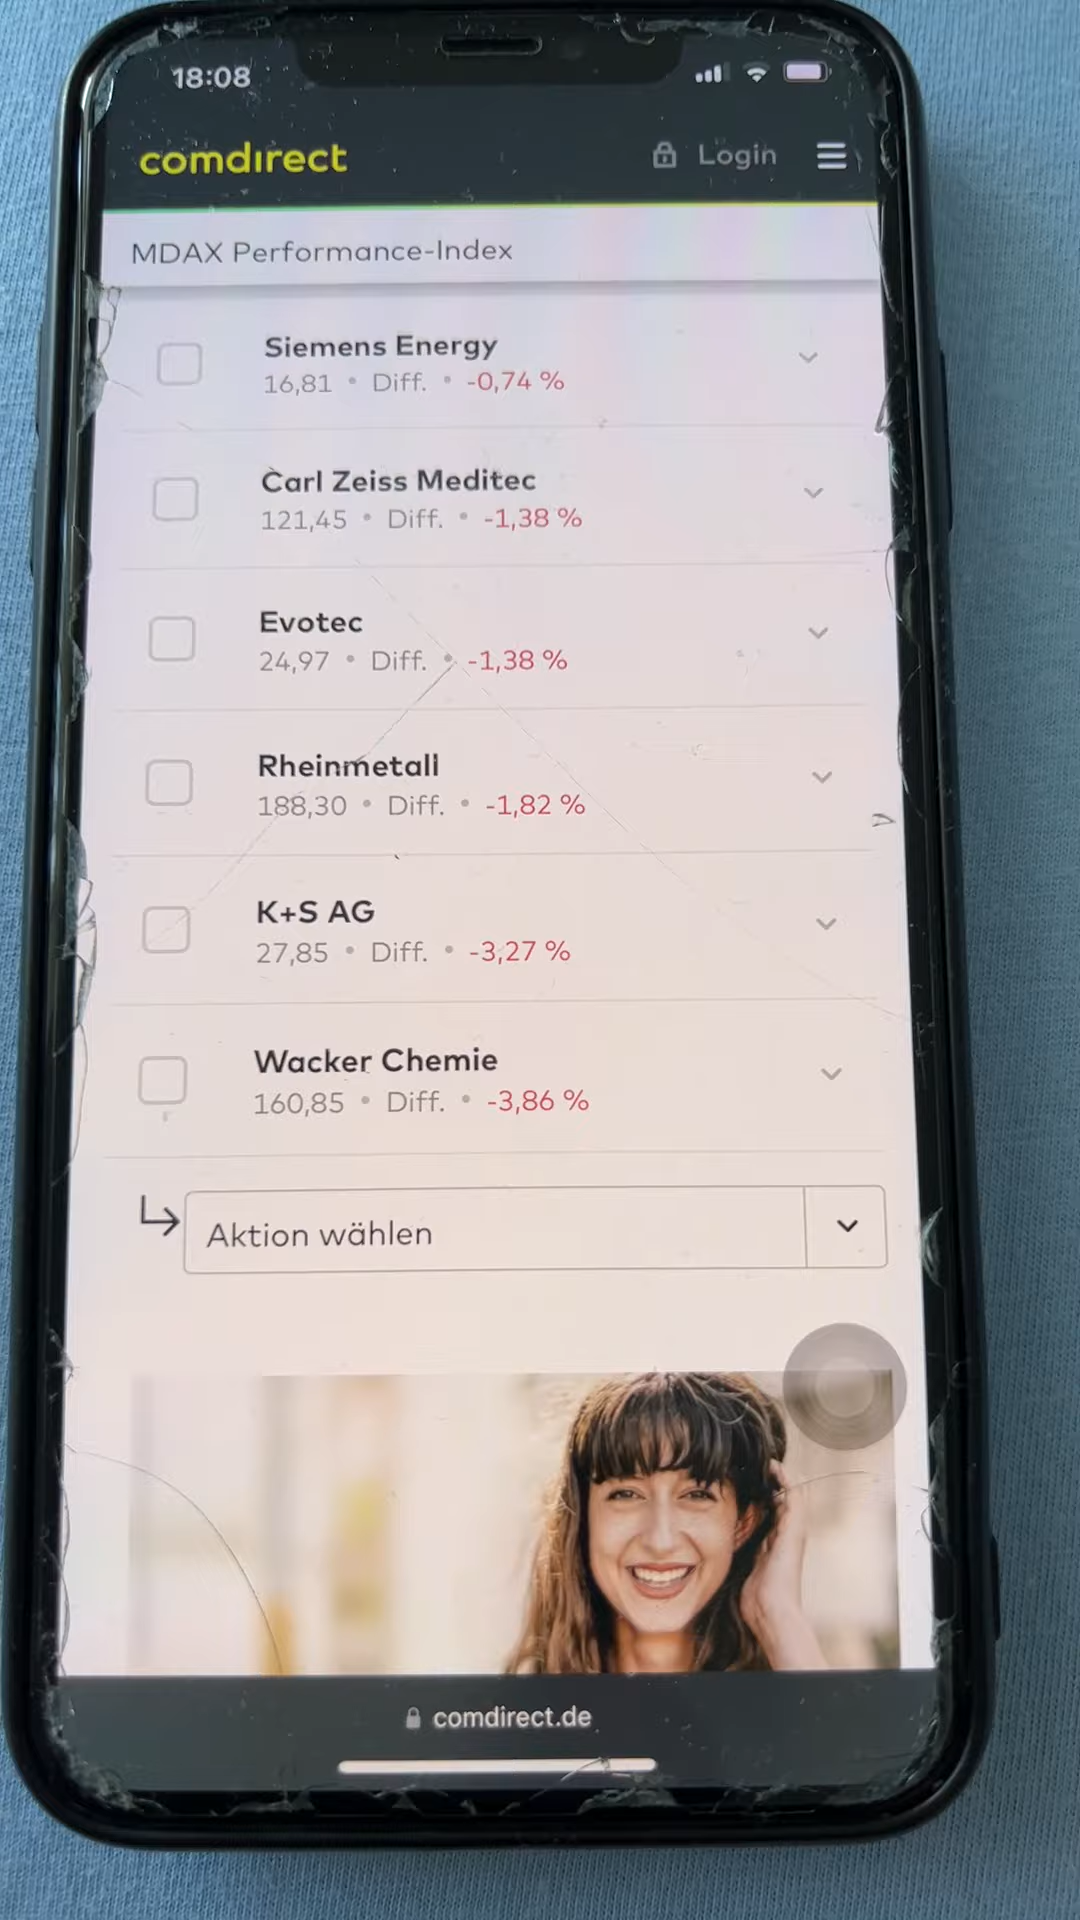 18:08
comdirect Login
MDAX Performance-Index
Siemens Energy
16,81 • Diff. • -0,74 %
Carl Zeiss Meditec
121,45 • Diff. • -1,38 %
Evotec
24,97 • Diff. • -1,38 %
Rheinmetall
188,30 • Diff. • -1,82 %
K+S AG
27,85 • Diff. • -3,27 %
Wacker Chemie
160,85 • Diff. • -3,86 %
Aktion wählen
comdirect.de